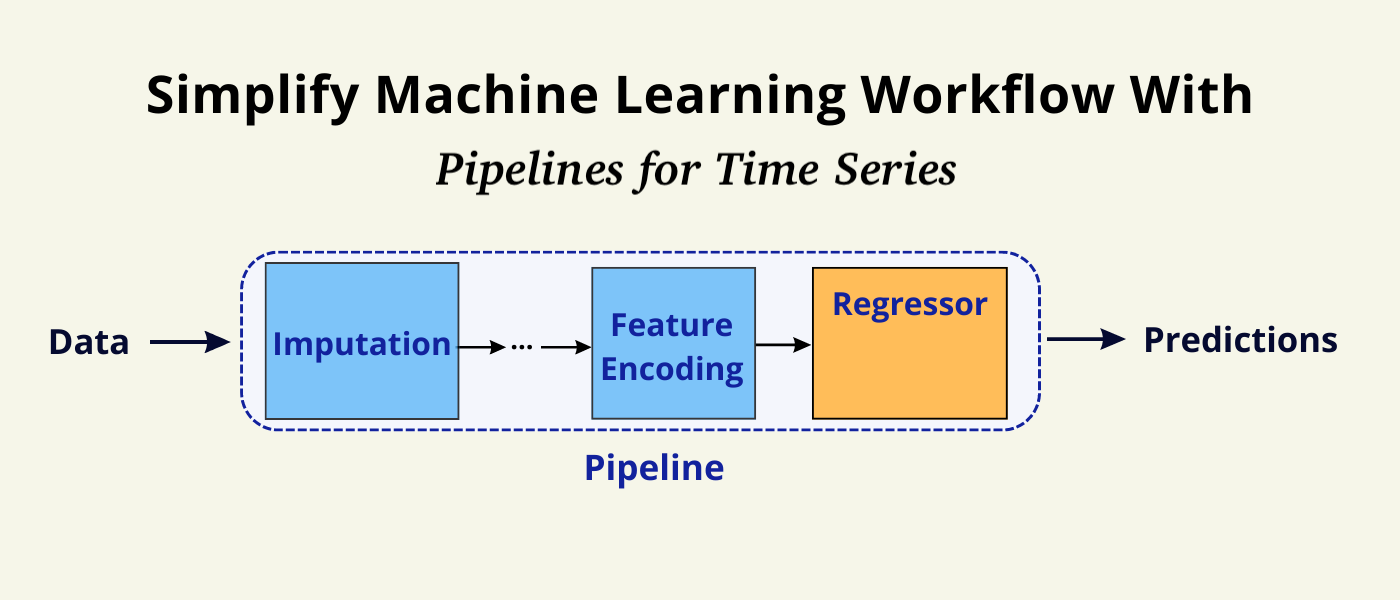 Simplify Machine Learning Workflow With
Pipelines for Time Series
Data
Imputation
...
Feature
Encoding
Regressor
Predictions
Pipeline